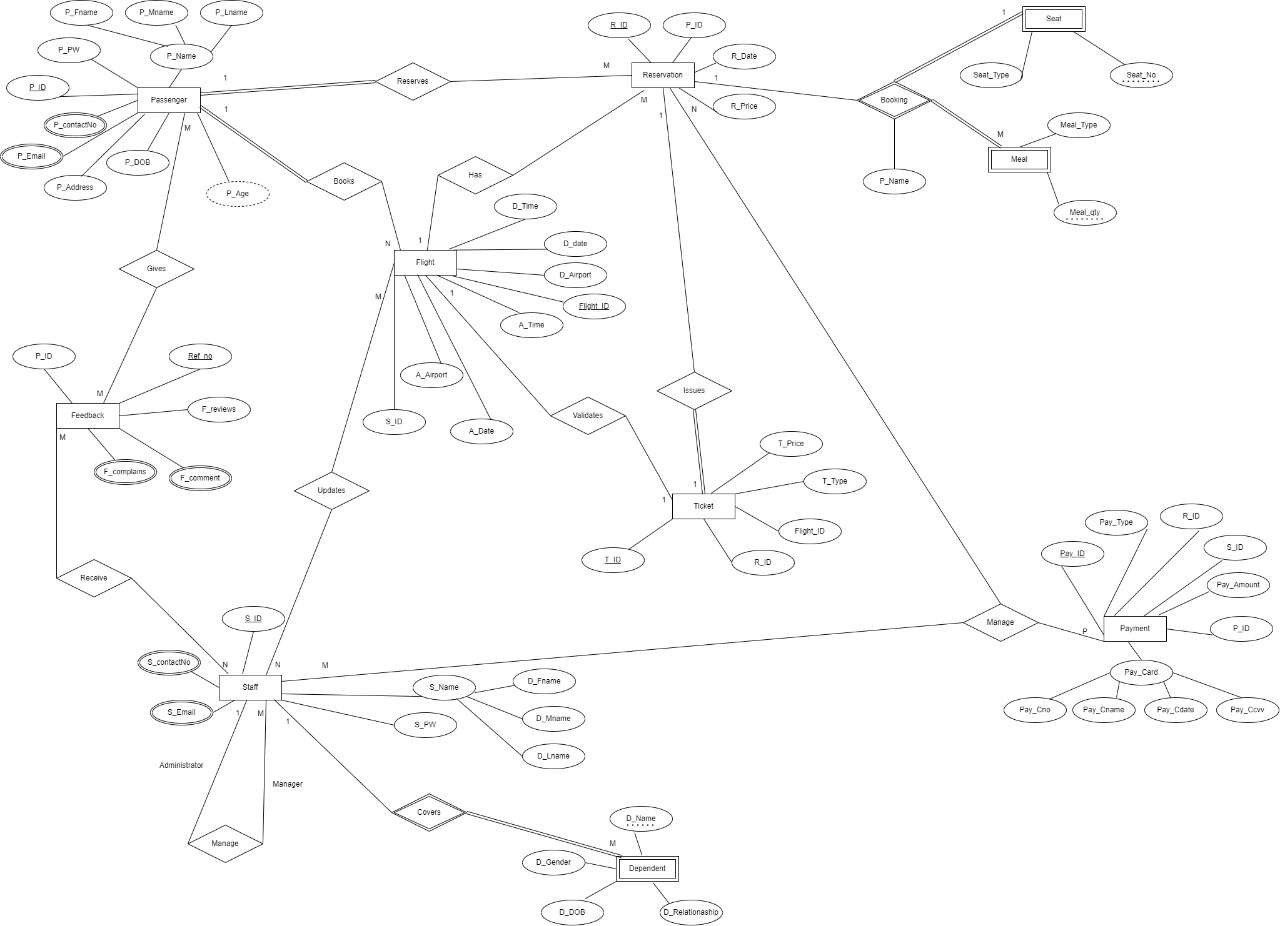 P_Fname
P_Mname
P_Lname
P_PW
P_Name
P_ID
Passenger
P_contactNo
P_Email
P_Address
P_DOB
P_Age
1
1
M
Reserves
M
R_ID
P_ID
R_Date
Reservation
1
R_Price
M
N
1
Booking
P_Name
1
Seat
Seat_Type
Seat_No
M
Meal
Meal_Type
Meal_qty
Books
N
Has
1
Flight
D_Time
D_date
D_Airport
Flight_ID
A_Time
1
M
A_Airport
S_ID
A_Date
Gives
M
P_ID
Ref_no
Feedback
F_reviews
M
F_complains
F_comment
Updates
Validates
1
Issues
1
Ticket
T_Price
T_Type
Flight_ID
R_ID
T_ID
Receive
N
N
M
S_ID
S_contactNo
Staff
S_Email
1
M
1
S_Name
S_PW
D_Fname
D_Mname
D_Lname
Administrator
Manager
Manage
Covers
M
D_Name
D_Gender
Dependent
D_DOB
D_Relationaship
Manage
P
Payment
Pay_Type
R_ID
Pay_ID
S_ID
Pay_Amount
P_ID
Pay_Card
Pay_Cno
Pay_Cname
Pay_Cdate
Pay_Ccvv